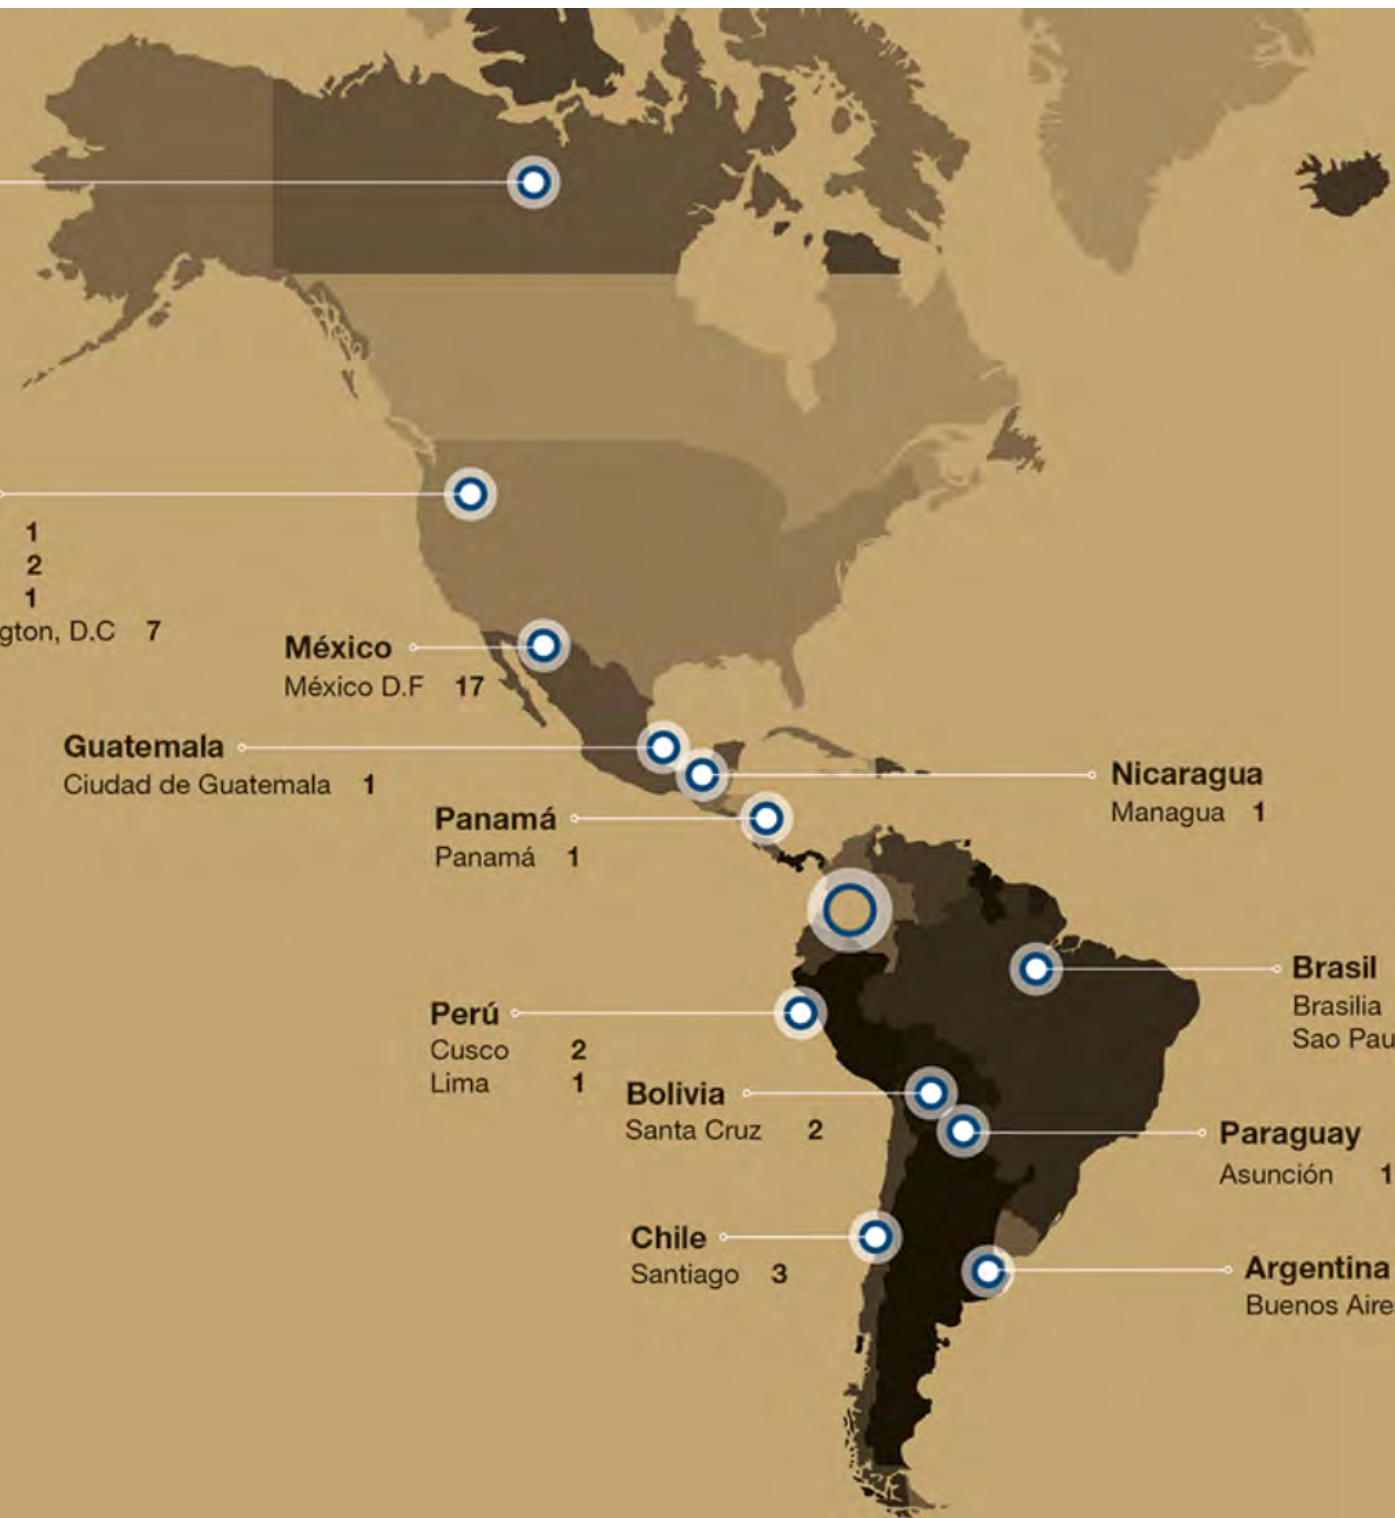 1
2
1
gton, D.C 7
México
México D.F 17
Guatemala
Ciudad de Guatemala 1
Nicaragua
Managua 1
Panamá
Panamá 1
Brasil
Brasilia
Sao Pau
Perú
Cusco 2
Lima 1
Bolivia
Santa Cruz 2
Paraguay
Asunción 1
Chile
Santiago 3
Argentina
Buenos Aire